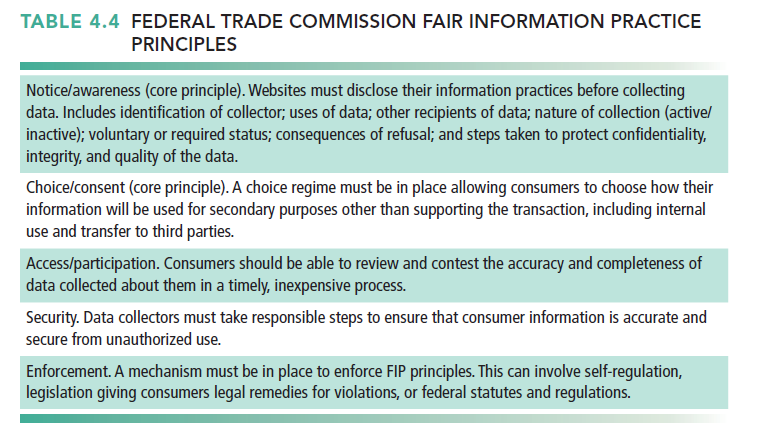 TABLE 4.4 FEDERAL TRADE COMMISSION FAIR INFORMATION PRACTICE
PRINCIPLES
Notice/awareness (core principle). Websites must disclose their information practices before collecting
data. Includes identification of collector; uses of data; other recipients of data; nature of collection (active/
inactive); voluntary or required status; consequences of refusal; and steps taken to protect confidentiality,
integrity, and quality of the data.
Choice/consent (core principle). A choice regime must be in place allowing consumers to choose how their
information will be used for secondary purposes other than supporting the transaction, including internal
use and transfer to third parties.
Access/participation. Consumers should be able to review and contest the accuracy and completeness of
data collected about them in a timely, inexpensive process.
Security. Data collectors must take responsible steps to ensure that consumer information is accurate and
secure from unauthorized use.
Enforcement. A mechanism must be in place to enforce FIP principles. This can involve self-regulation,
legislation giving consumers legal remedies for violations, or federal statutes and regulations.